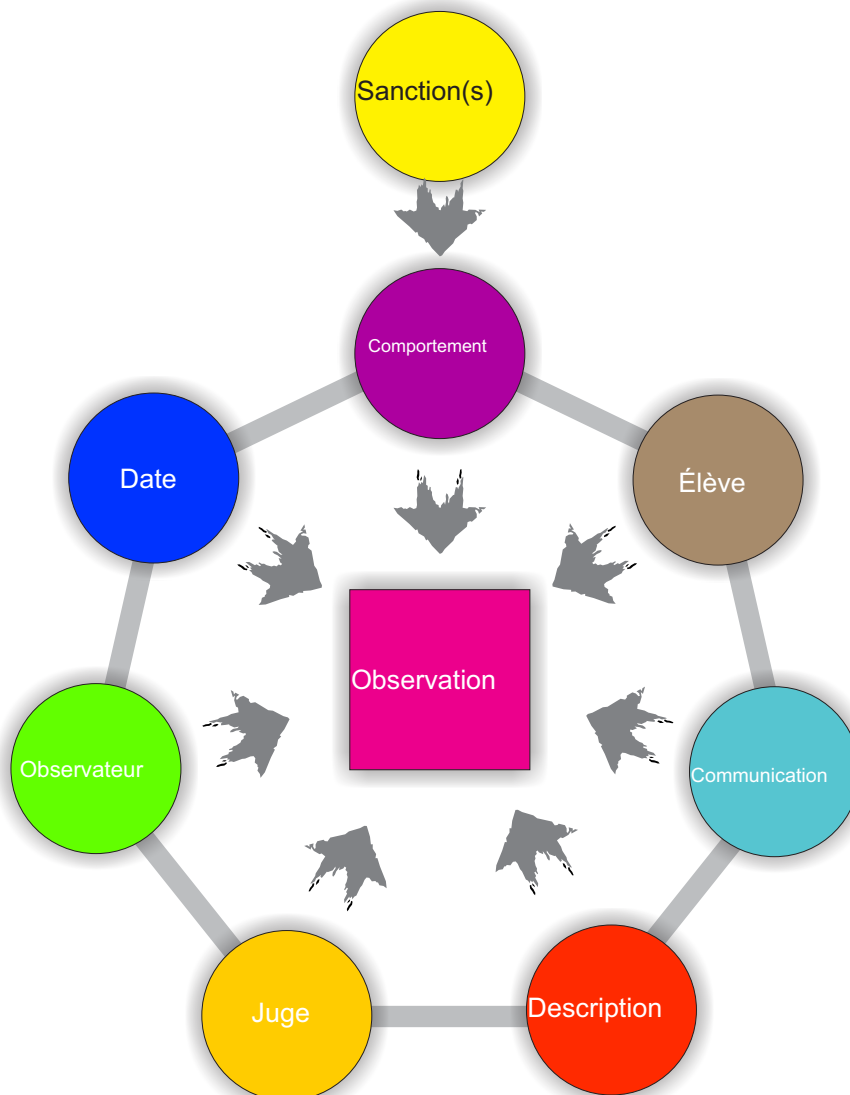 Sanction(s)
Comportement
Date
Élève
Observation
Observateur
Communication
Juge
Description